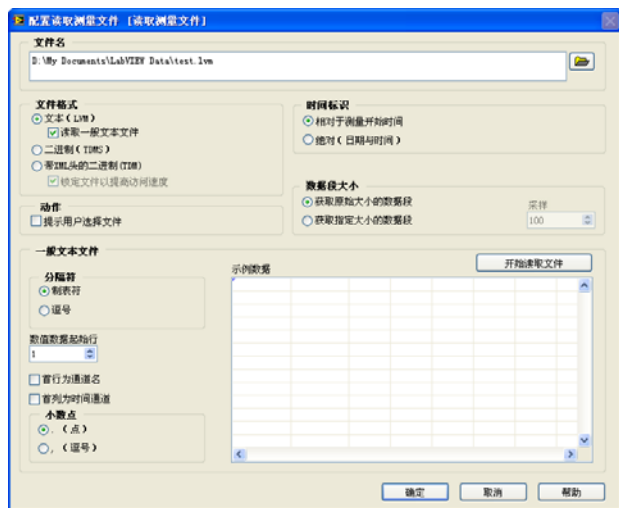 配置读取测量文件 [读取测量文件]
文件名
D:\My Documents\LabVIEW Data\test.lvm
文件格式
文本(LVM)
读取一般文本文件
二进制(TDMS)
带XML头的二进制(TDM)
锁定文件以提高访问速度
动作
提示用户选择文件
时间标识
相对于测量开始时间
绝对(日期与时间)
数据段大小
获取原始大小的数据段
获取指定大小的数据段
采样
100
一般文本文件
分隔符
制表符
逗号
数值数据起始行
1
首行为通道名
首列为时间通道
小数点
. (点)
, (逗号)
示例数据
开始读取文件
确定
取消
帮助